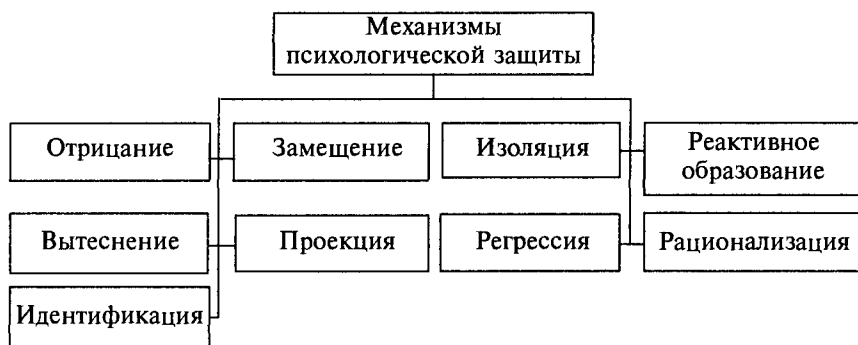 Механизмы
психологической защиты
Отрицание
Замещение
Изоляция
Реактивное
образование
Вытеснение
Проекция
Регрессия
Рационализация
Идентификация